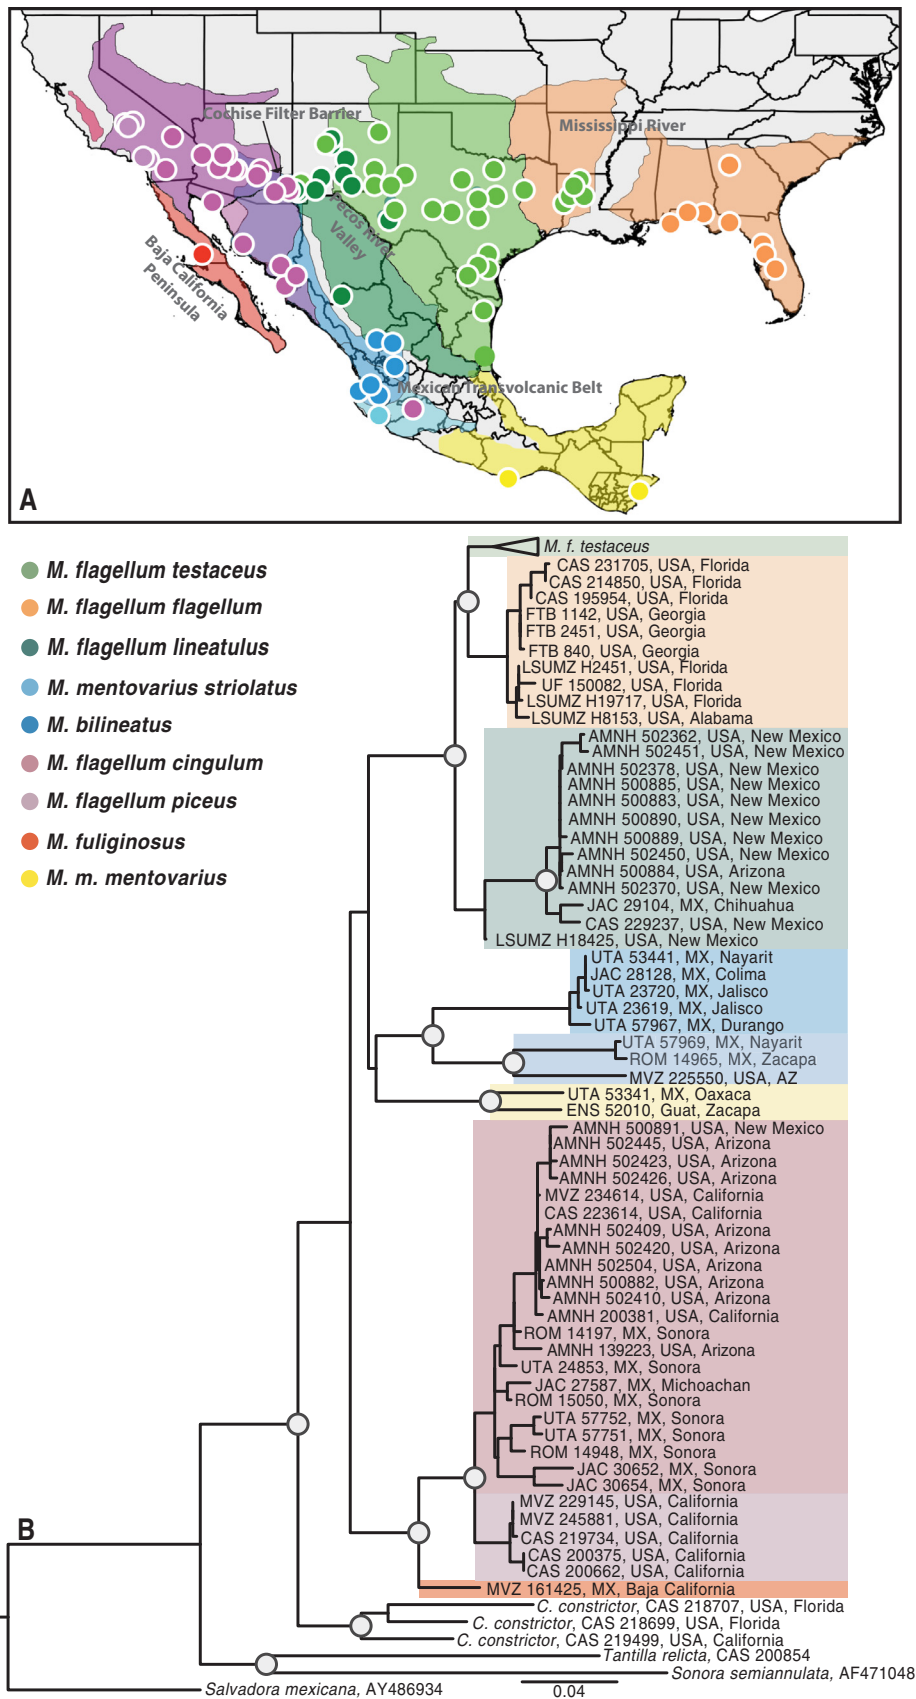 Cochise Filter Barrier
Mississippi River
Pecos River
Valley
Baja California
Peninsula
Mexican Transvolcanic Belt
A
M. flagellum testaceus
M. flagellum flagellum
M. flagellum lineatulus
M. mentovarius striolatus
M. bilineatus
M. flagellum cingulum
M. flagellum piceus
M. fuliginosus
M. m. mentovarius
M. f. testaceus
CAS 231705, USA, Florida
CAS 214850, USA, Florida
CAS 195954, USA, Florida
FTB 1142, USA, Georgia
FTB 2451, USA, Georgia
FTB 840, USA, Georgia
LSUMZ H2451, USA, Florida
UF 150082, USA, Florida
LSUMZ H19717, USA, Florida
LSUMZ H8153, USA, Alabama
AMNH 502362, USA, New Mexico
AMNH 502451, USA, New Mexico
AMNH 502378, USA, New Mexico
AMNH 500885, USA, New Mexico
AMNH 500883, USA, New Mexico
AMNH 500890, USA, New Mexico
AMNH 500889, USA, New Mexico
AMNH 502450, USA, New Mexico
AMNH 500884, USA, Arizona
AMNH 502370, USA, New Mexico
JAC 29104, MX, Chihuahua
CAS 229237, USA, New Mexico
LSUMZ H18425, USA, New Mexico
UTA 53441, MX, Nayarit
JAC 28128, MX, Colima
UTA 23720, MX, Jalisco
UTA 23619, MX, Jalisco
UTA 57967, MX, Durango
UTA 57969, MX, Nayarit
ROM 14965, MX, Zacapa
MVZ 225550, USA, AZ
UTA 53341, MX, Oaxaca
ENS 52010, Guat, Zacapa
AMNH 500891, USA, New Mexico
AMNH 502445, USA, Arizona
AMNH 502423, USA, Arizona
AMNH 502426, USA, Arizona
MVZ 234614, USA, California
CAS 223614, USA, California
AMNH 502409, USA, Arizona
AMNH 502420, USA, Arizona
AMNH 502504, USA, Arizona
AMNH 500882, USA, Arizona
AMNH 502410, USA, Arizona
AMNH 200381, USA, California
ROM 14197, MX, Sonora
AMNH 139223, USA, Arizona
UTA 24853, MX, Sonora
JAC 27587, MX, Michoachan
ROM 15050, MX, Sonora
UTA 57752, MX, Sonora
UTA 57751, MX, Sonora
ROM 14948, MX, Sonora
JAC 30652, MX, Sonora
JAC 30654, MX, Sonora
MVZ 229145, USA, California
MVZ 245881, USA, California
CAS 219734, USA, California
CAS 200375, USA, California
CAS 200662, USA, California
B
MVZ 161425, MX, Baja California
C. constrictor, CAS 218707, USA, Florida
C. constrictor, CAS 218699, USA, Florida
C. constrictor, CAS 219499, USA, California
Tantilla relicta, CAS 200854
Sonora semiannulata, AF471048
Salvadora mexicana, AY486934
0.04